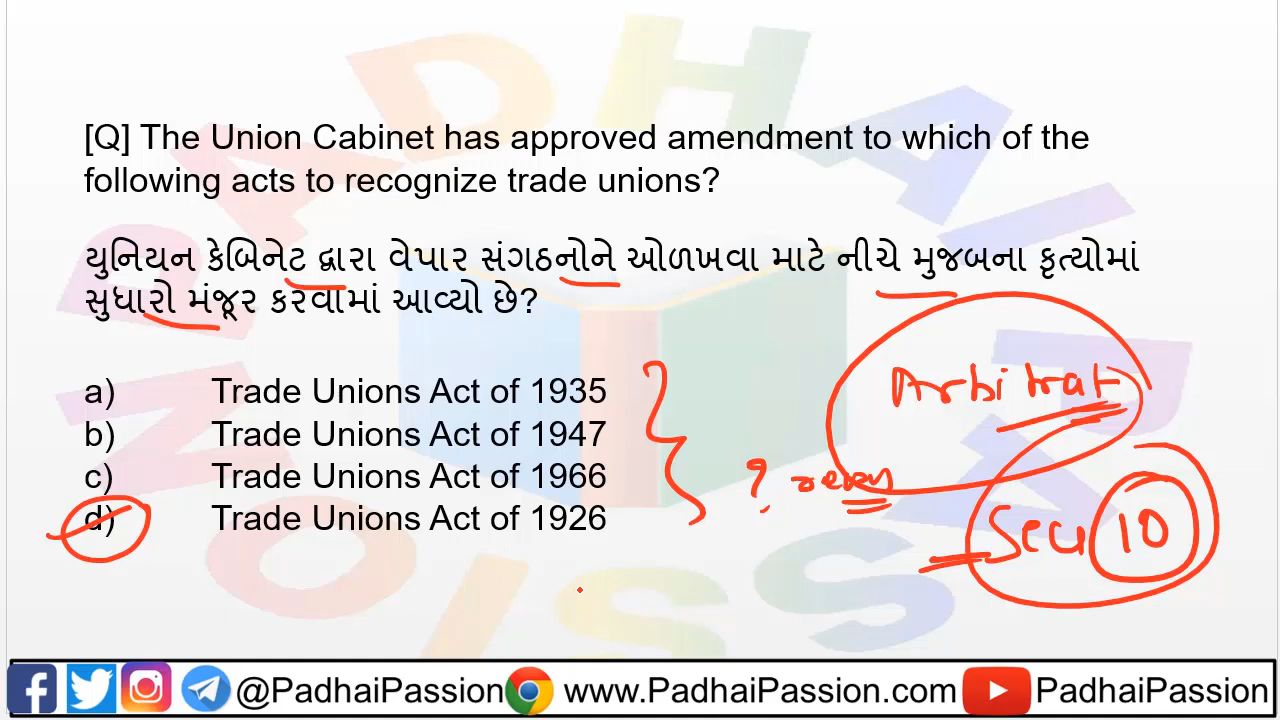 [Q] The Union Cabinet has approved amendment to which of the
following acts to recognize trade unions?
યુનિયન કેબિનેટ દ્વારા વેપાર સંગઠનોને ઓળખવા માટે નીચે મુજબના કૃત્યોમાં
સુધારો મંજૂર કરવામાં આવ્યો છે?
a) Trade Unions Act of 1935
b) Trade Unions Act of 1947
c) Trade Unions Act of 1966
d) Trade Unions Act of 1926
Arbitrat
?
10
PADHAI PASSION
@PadhaiPassion www.PadhaiPassion.com PadhaiPassion